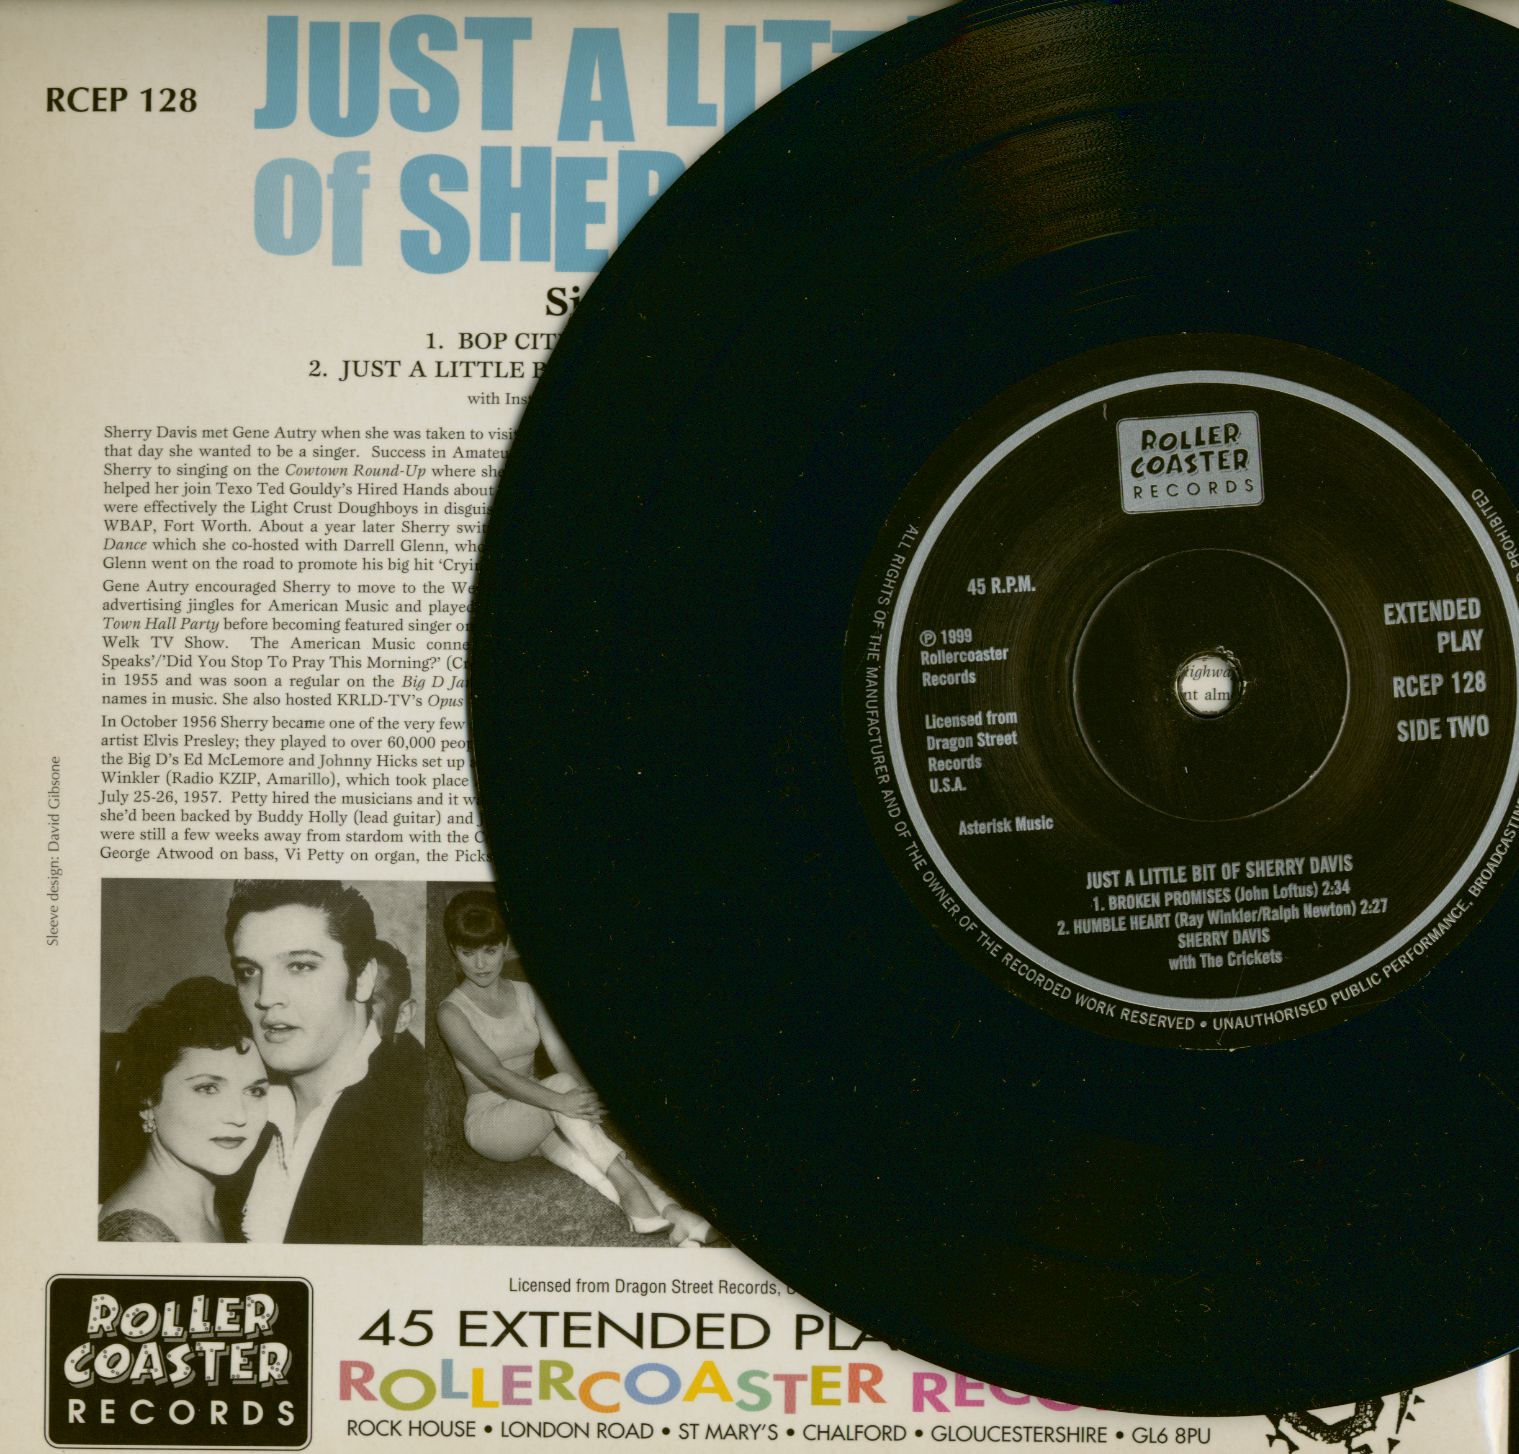 RCEP 128
JUST A LITT
of SHER
1. BOP CIT
2. JUST A LITTLE B
with
Sherry Davis met Gene Autry when she was taken to visit
that day she wanted to be a singer. Success in
Sherry to singing on the Cowtown Round-Up where she
helped her join Texo Ted Gouldy's Hired Hands about
were effectively the Light Crust Doughboys in
WBAP, Fort Worth. About a year later Sherry
Dance which she co-hosted with Darrell Glenn,
Glenn went on the road to promote his big hit
Gene Autry encouraged Sherry to move to the
advertising jingles for American Music and played
Town Hall Party before becoming featured singer
Welk TV Show. The American Music
Speaks'/'Did You Stop To Pray This Morning?'
in 1955 and was soon a regular on the Big D
names in music. She also hosted KRLD-TV's Opus
In October 1956 Sherry became one of the very few
artist Elvis Presley; they played to over 60,000
the Big D's Ed McLemore and Johnny Hicks set up
Winkler (Radio KZIP, Amarillo), which took place
July 25-26, 1957. Petty hired the musicians and it
she'd been backed by Buddy Holly (lead guitar) and
were still a few weeks away from stardom with the
George Atwood on bass, Vi Petty on organ, the Picks
Sleeve design: David Gibsone
Licensed from Dragon Street Records,
45 EXTENDED PLA
ROLLERCOASTER REC
ROCK HOUSE • LONDON ROAD • ST MARY'S • CHALFORD • GLOUCESTERSHIRE • GL6 8PU
ROLLER
COASTER
RECORDS
ROLLER
COASTER
RECORDS
45 R.P.M.
℗ 1999
Rollercoaster
Records
Licensed from
Dragon Street
Records
U.S.A.
Asterisk Music
EXTENDED
PLAY
RCEP 128
SIDE TWO
nt alm
JUST A LITTLE BIT OF SHERRY DAVIS
1. BROKEN PROMISES (John Loftus) 2:34
2. HUMBLE HEART (Ray Winkler/Ralph Newton) 2:27
SHERRY DAVIS
with The Crickets
ALL RIGHTS OF THE MANUFACTURER AND OF THE OWNER OF THE RECORDED WORK RESERVED • UNAUTHORISED PUBLIC PERFORMANCE, BROADCASTING
PROHIBITED